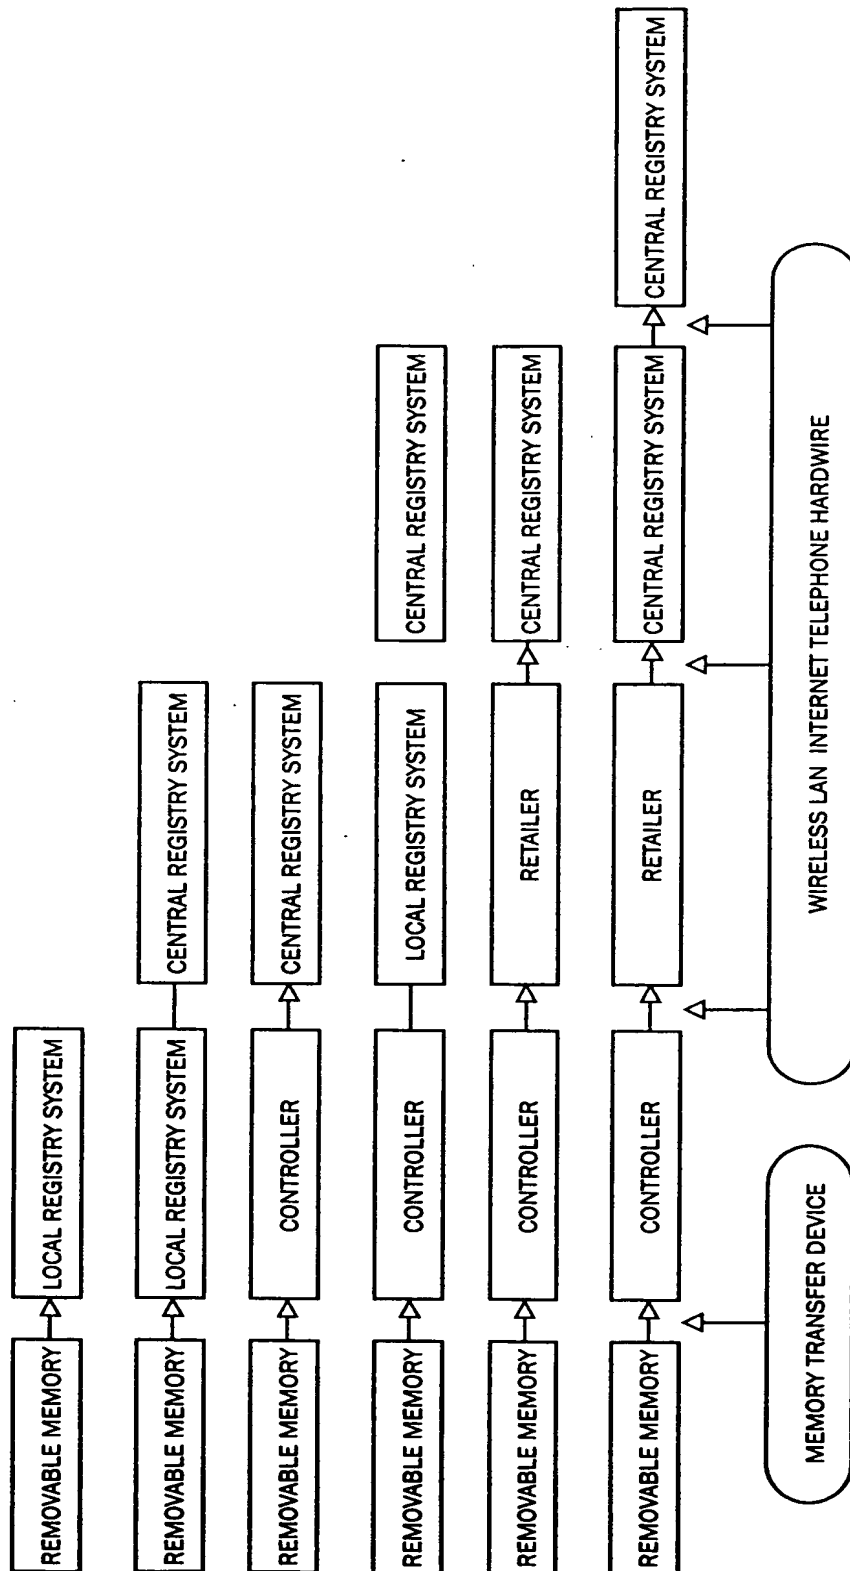 REMOVABLE MEMORY
LOCAL REGISTRY SYSTEM
REMOVABLE MEMORY
LOCAL REGISTRY SYSTEM
CENTRAL REGISTRY SYSTEM
REMOVABLE MEMORY
CONTROLLER
CENTRAL REGISTRY SYSTEM
REMOVABLE MEMORY
CONTROLLER
LOCAL REGISTRY SYSTEM
CENTRAL REGISTRY SYSTEM
REMOVABLE MEMORY
CONTROLLER
RETAILER
CENTRAL REGISTRY SYSTEM
REMOVABLE MEMORY
CONTROLLER
RETAILER
CENTRAL REGISTRY SYSTEM
CENTRAL REGISTRY SYSTEM
MEMORY TRANSFER DEVICE
WIRELESS LAN INTERNET TELEPHONE HARDWIRE